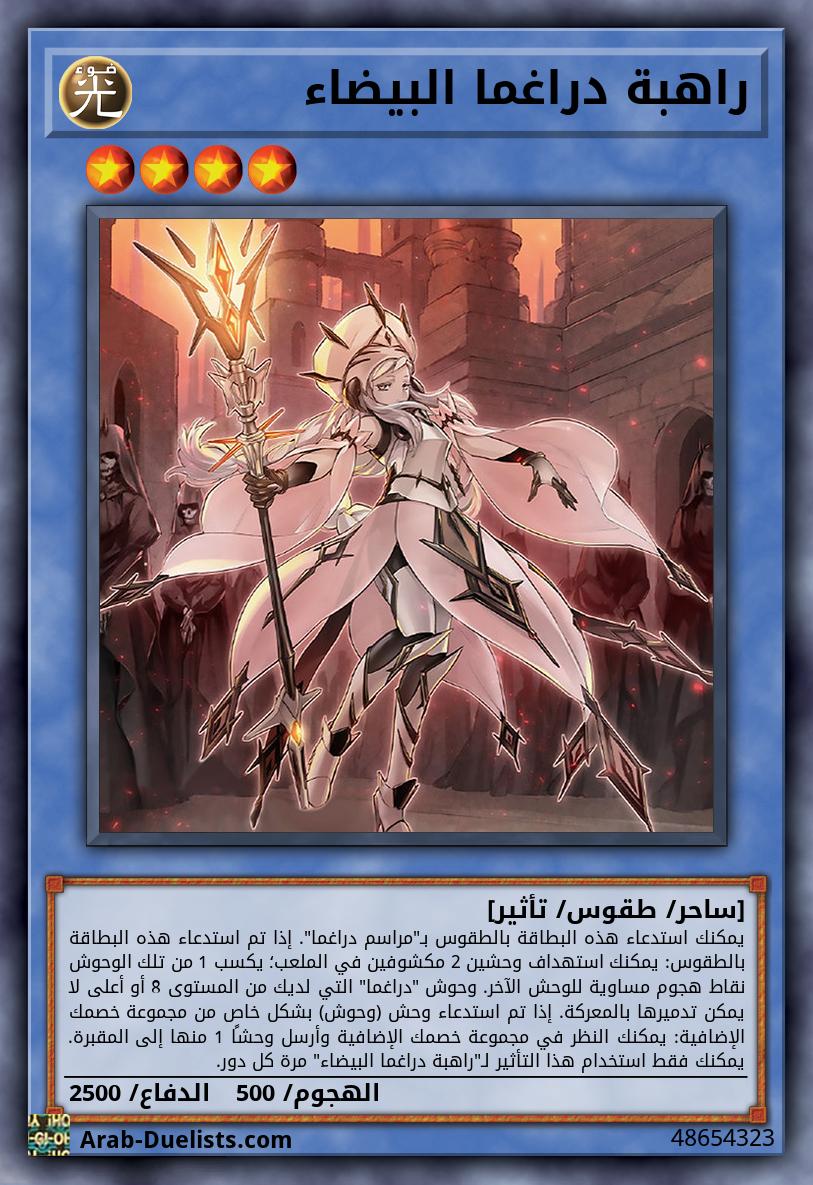 راهبة دراغما البيضاء
ضوء
光
[ساحر/ طقوس/ تأثير]
يمكنك استدعاء هذه البطاقة بالطقوس بـ"مراسم دراغما". إذا تم استدعاء هذه البطاقة
بالطقوس: يمكنك استهداف وحشين 2 مكشوفين في الملعب؛ يكسب 1 من تلك الوحوش
نقاط هجوم مساوية للوحش الآخر. وحوش "دراغما" التي لديك من المستوى 8 أو أعلى لا
يمكن تدميرها بالمعركة. إذا تم استدعاء وحش (وحوش) بشكل خاص من مجموعة خصمك
الإضافية: يمكنك النظر في مجموعة خصمك الإضافية وأرسل وحشًا 1 منها إلى المقبرة.
يمكنك فقط استخدام هذا التأثير لـ"راهبة دراغما البيضاء" مرة كل دور.
الهجوم/ 500 الدفاع/ 2500
Arab-Duelists.com
48654323